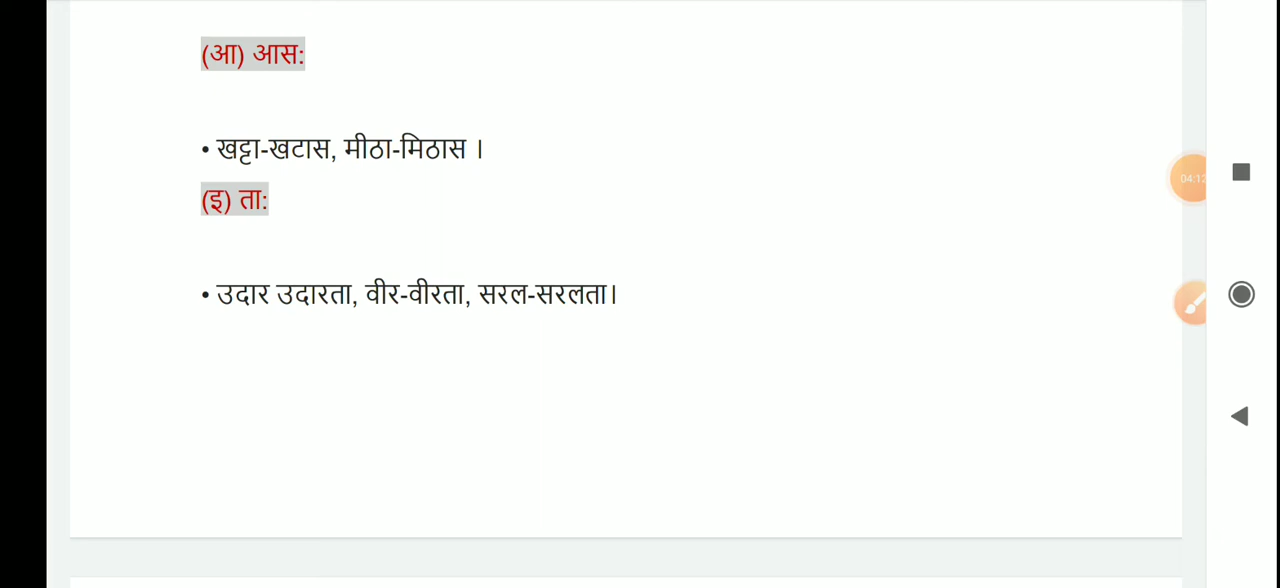 (आ) आस:
• खट्टा-खटास, मीठा-मिठास ।
(इ) ता:
• उदार उदारता, वीर-वीरता, सरल-सरलता।